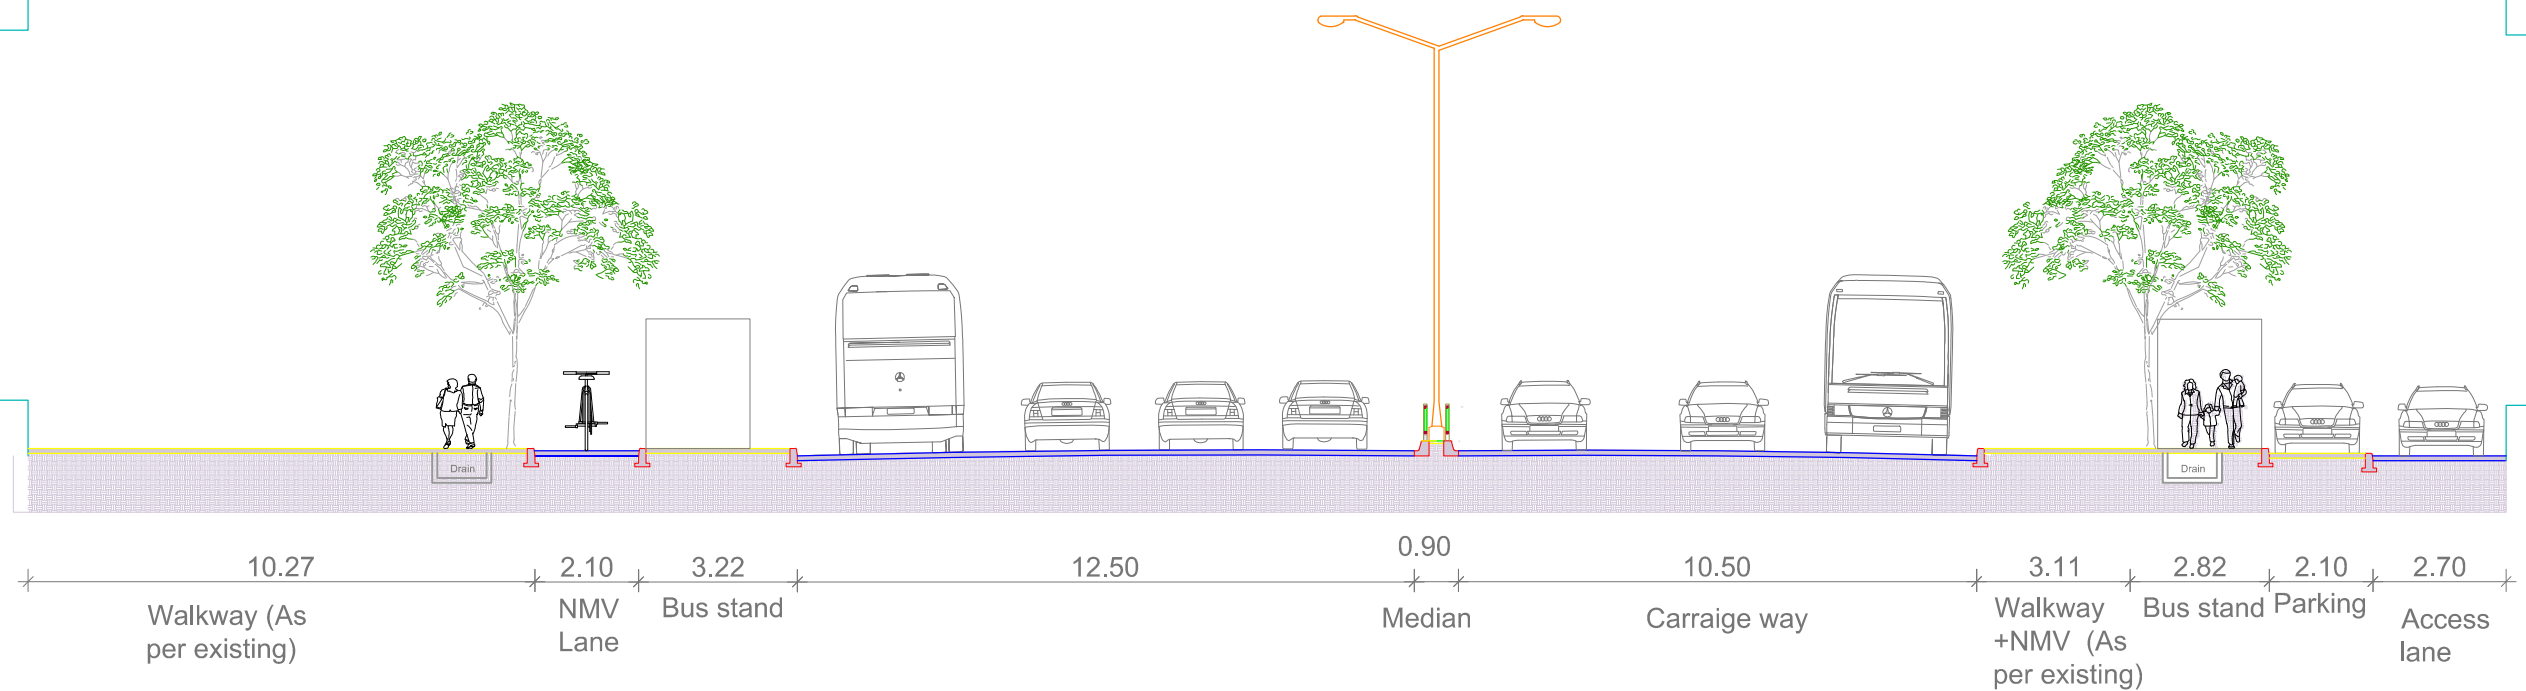 Drain
Drain
0.90
10.27 2.10 3.22 12.50 10.50 3.11 2.82 2.10 2.70
Walkway (As
per existing)
NMV
Lane
Bus stand
Median
Carraige way
Walkway
+NMV (As
per existing)
Bus stand
Parking
Access
lane